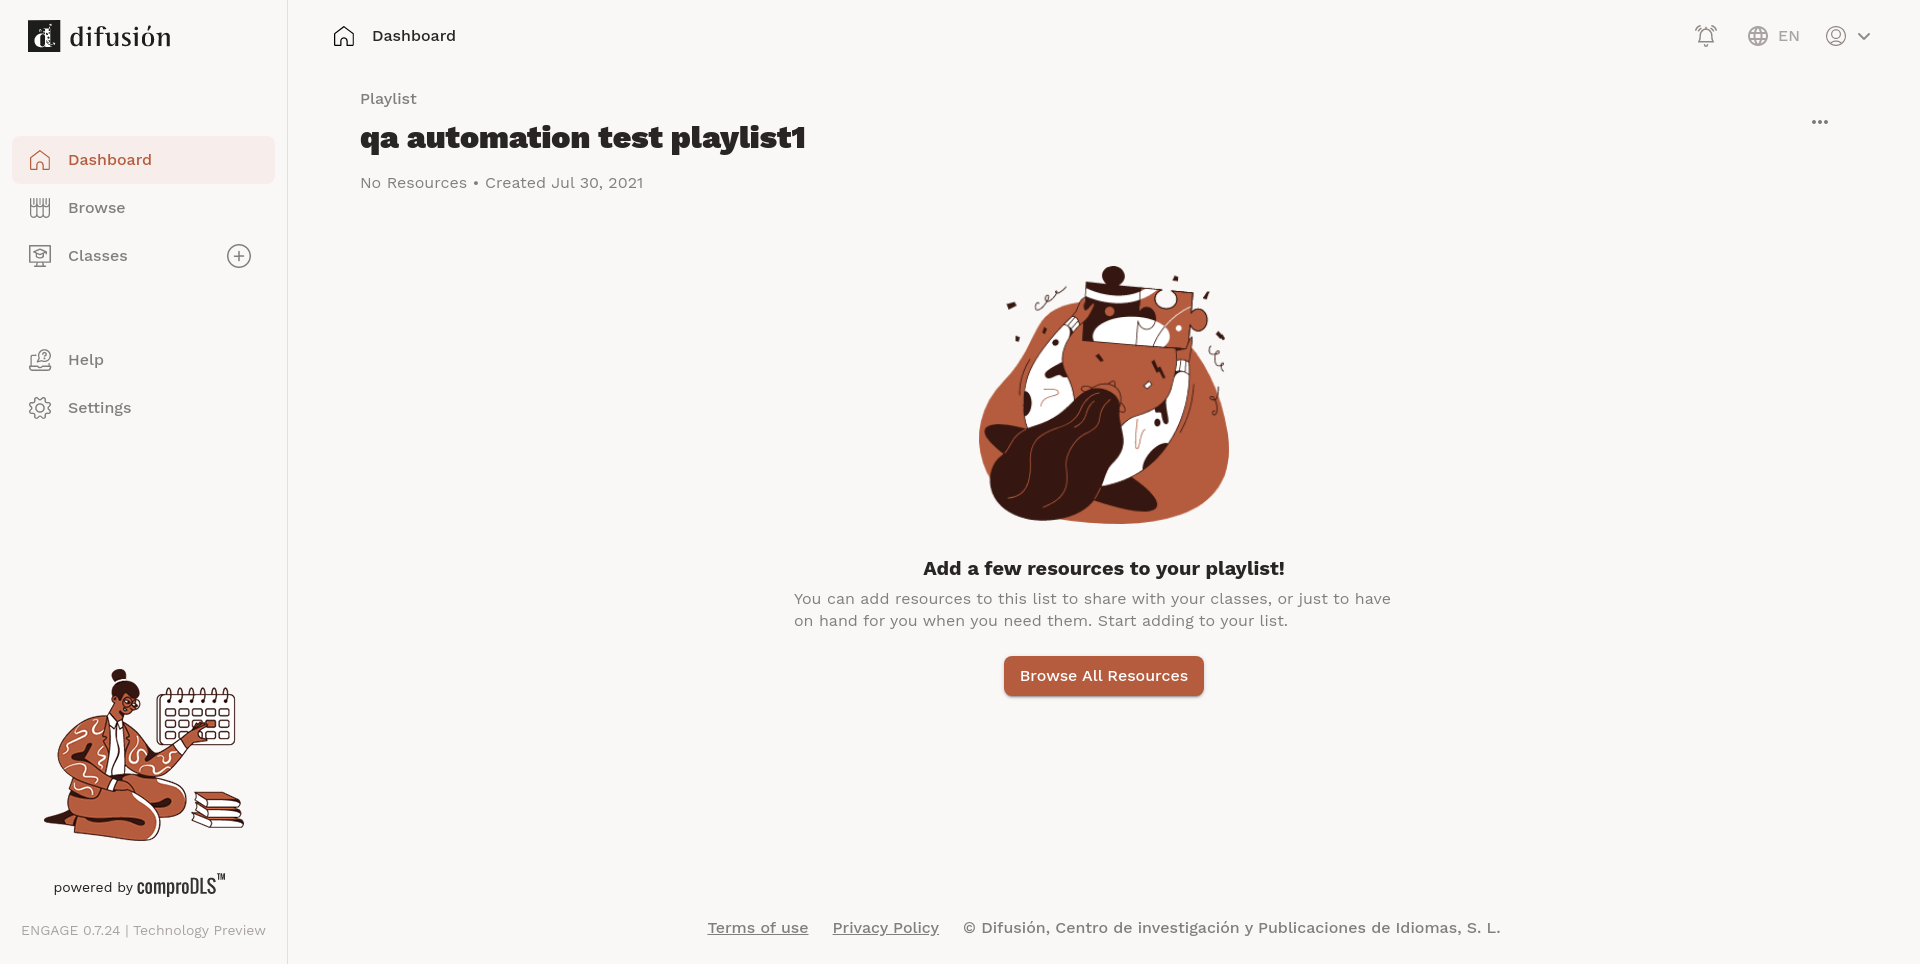 difusión
Dashboard
Browse
Classes
Help
Settings
powered by comproDLS™
ENGAGE 0.7.24 | Technology Preview
Dashboard
EN
Playlist
qa automation test playlist1
No Resources • Created Jul 30, 2021
Add a few resources to your playlist!
You can add resources to this list to share with your classes, or just to have
on hand for you when you need them. Start adding to your list.
Browse All Resources
Terms of use Privacy Policy © Difusión, Centro de investigación y Publicaciones de Idiomas, S. L.